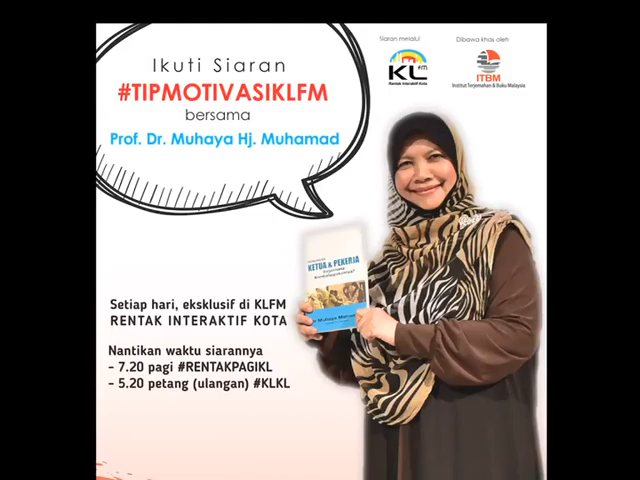 Ikuti Siaran
#TIPMOTIVASIKLFM
bersama
Prof. Dr. Muhaya Hj. Muhamad
Siaran melalui
KL FM
Rentak Interaktif Kota
Dibawa khas oleh
ITBM
Institut Terjemahan & Buku Malaysia
KETUA & PEKERJA
Muhaya
Setiap hari, eksklusif di KLFM
RENTAK INTERAKTIF KOTA
Nantikan waktu siarannya
- 7.20 pagi #RENTAKPAGIKL
- 5.20 petang (ulangan) #KLKL